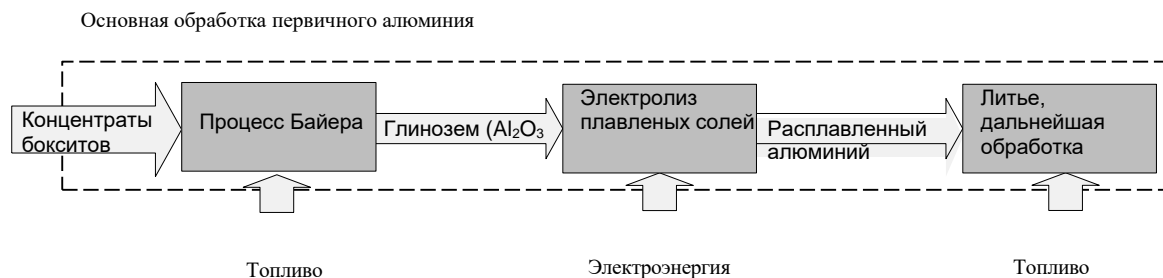 Основная обработка первичного алюминия
Концентраты
бокситов
Процесс Байера
Глинозем (Al₂O₃
Электролиз
плавленых солей
Расплавленный
алюминий
Литье,
дальнейшая
обработка
Топливо
Электроэнергия
Топливо